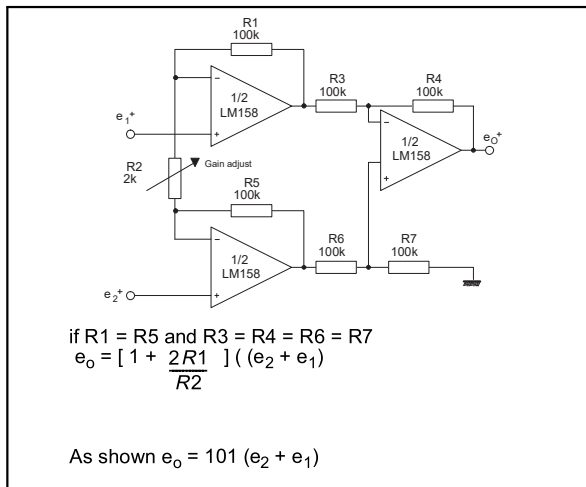 R1
100k
1/2
LM158
e1+
R3
100k
R4
100k
1/2
LM158
eO+
R2
2k
Gain adjust
R5
100k
1/2
LM158
e2+
R6
100k
R7
100k
if R1 = R5 and R3 = R4 = R6 = R7
eo = [ 1 + 2R1/R2 ] ( (e2 + e1)
As shown eo = 101 (e2 + e1)